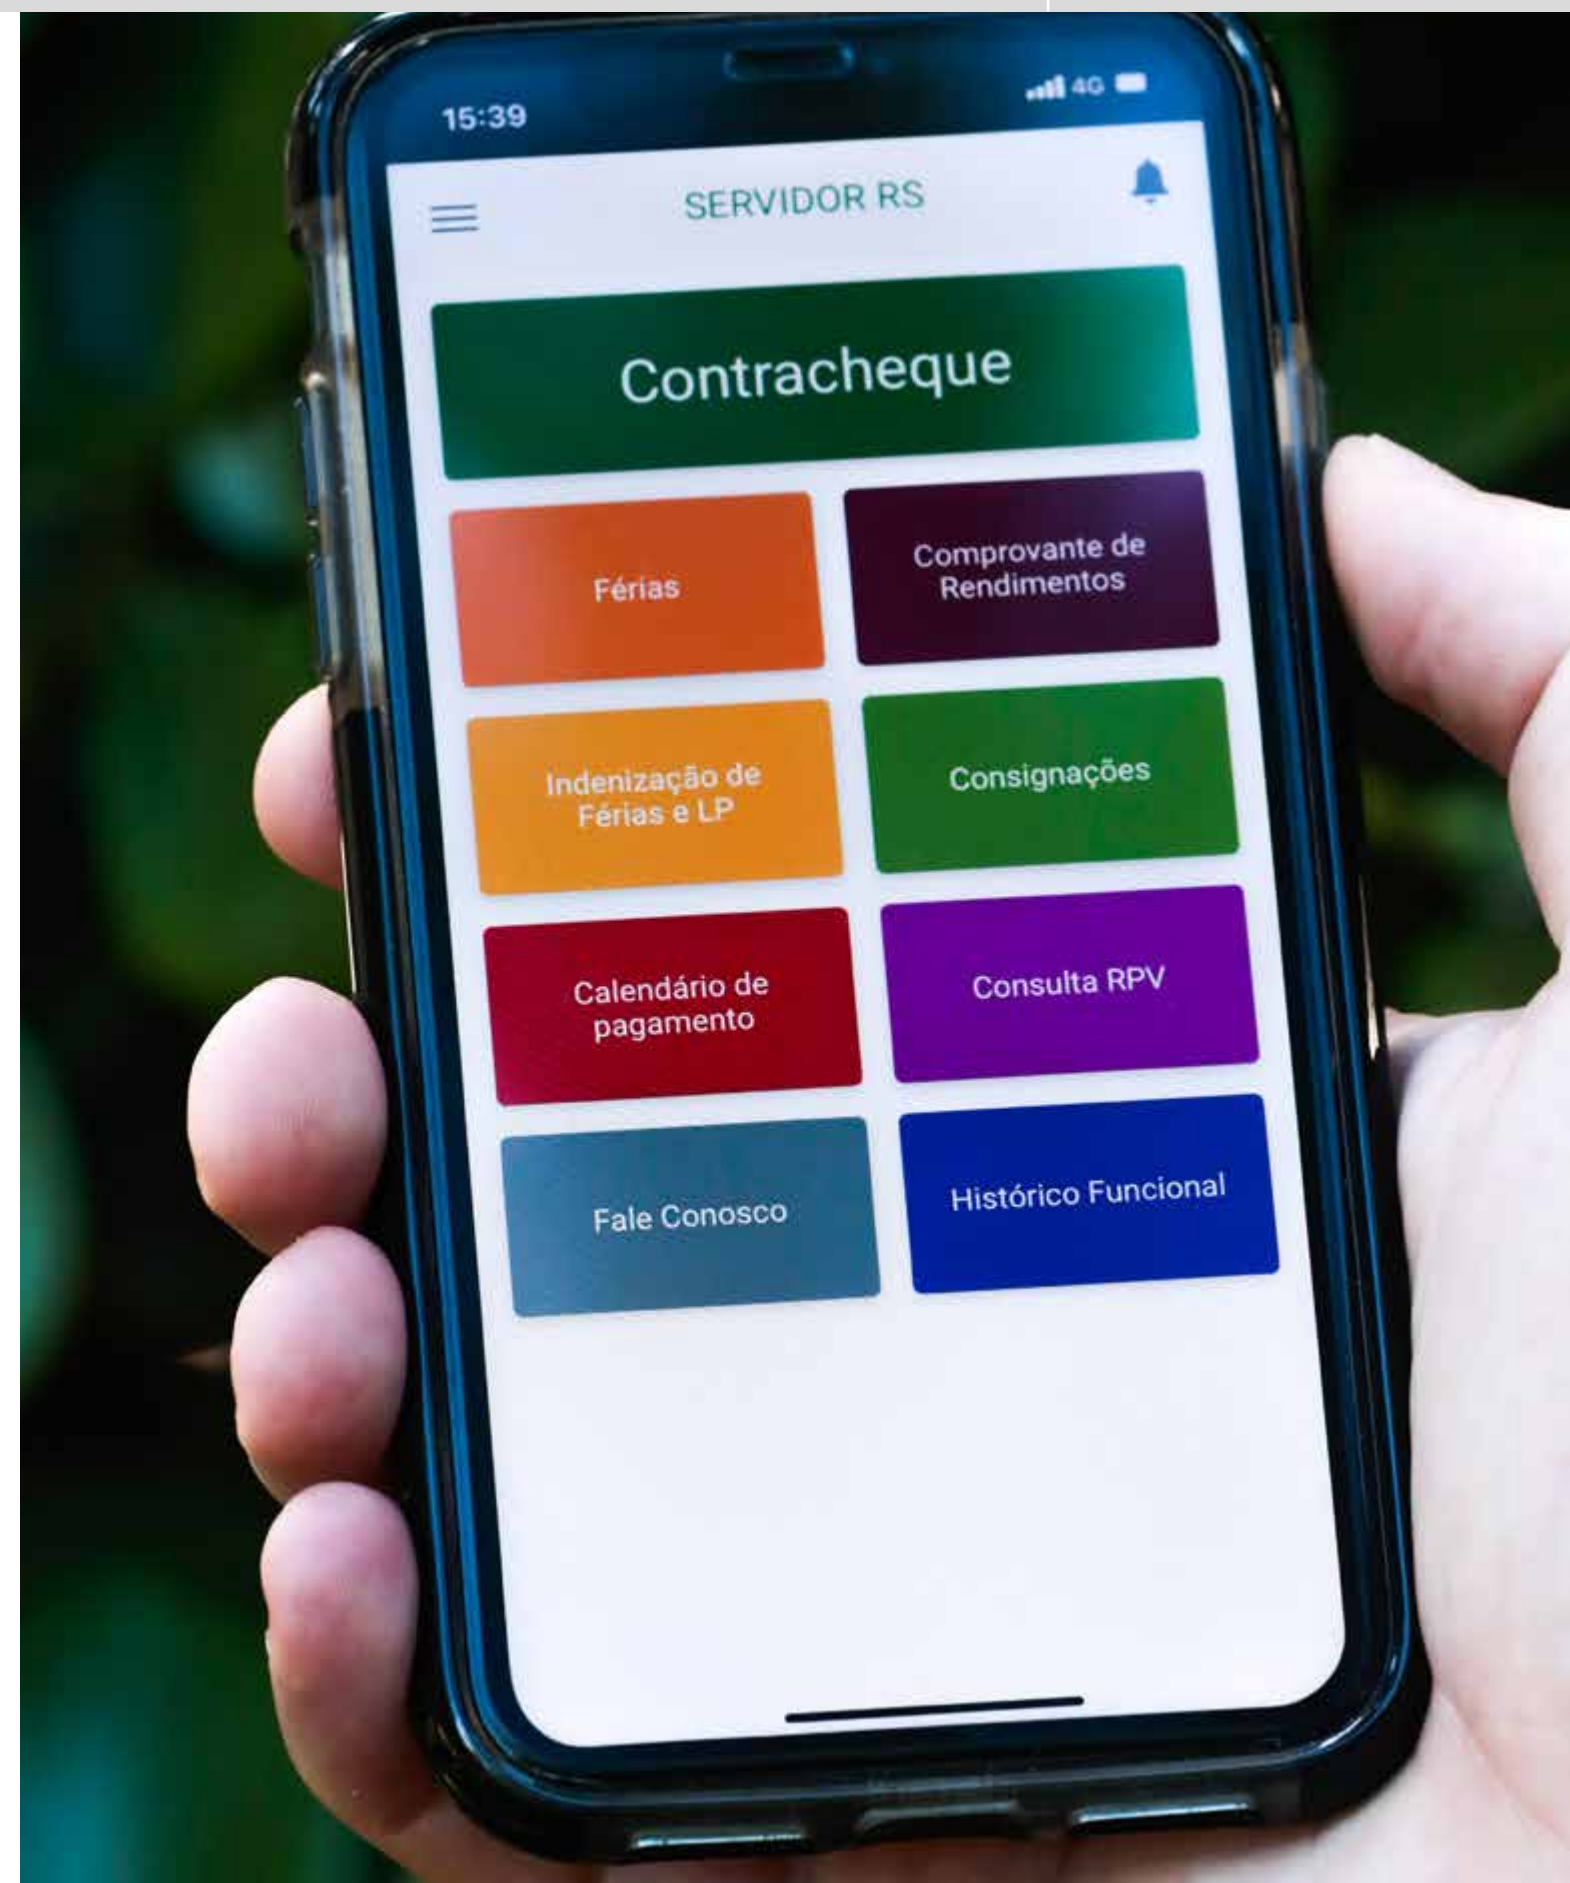 15:39
4G
SERVIDOR RS
Contracheque
Férias
Comprovante de
Rendimentos
Indenização de
Férias e LP
Consignações
Calendário de
pagamento
Consulta RPV
Fale Conosco
Histórico Funcional